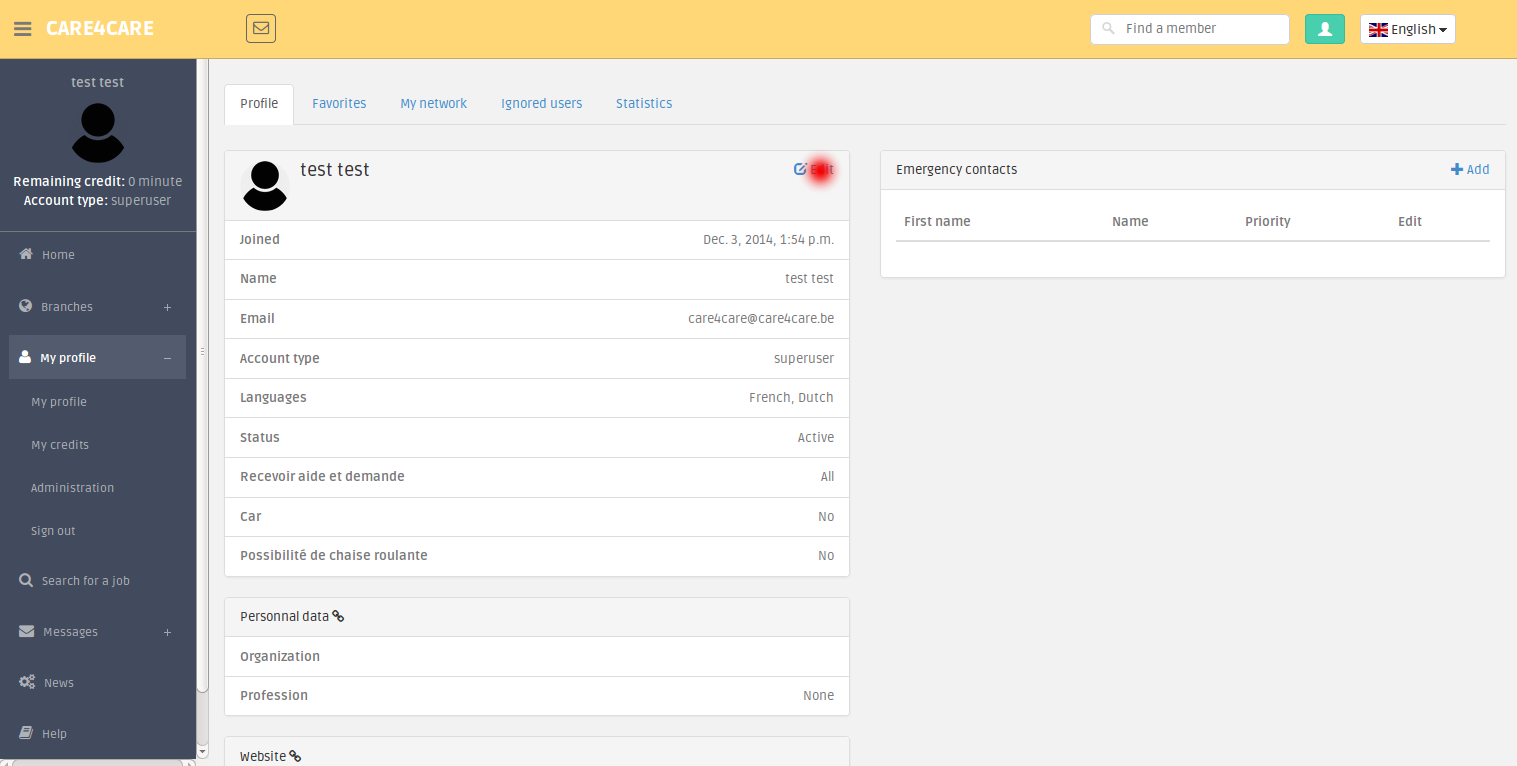 CARE4CARE
Find a member
English
test test
Remaining credit: 0 minute
Account type: superuser
Home
Branches +
My profile –
My profile
My credits
Administration
Sign out
Search for a job
Messages +
News
Help
Profile Favorites My network Ignored users Statistics
test test Edit
Joined Dec. 3, 2014, 1:54 p.m.
Name test test
Email care4care@care4care.be
Account type superuser
Languages French, Dutch
Status Active
Recevoir aide et demande All
Car No
Possibilité de chaise roulante No
Personnal data
Organization
Profession None
Website
Emergency contacts Add
First name Name Priority Edit